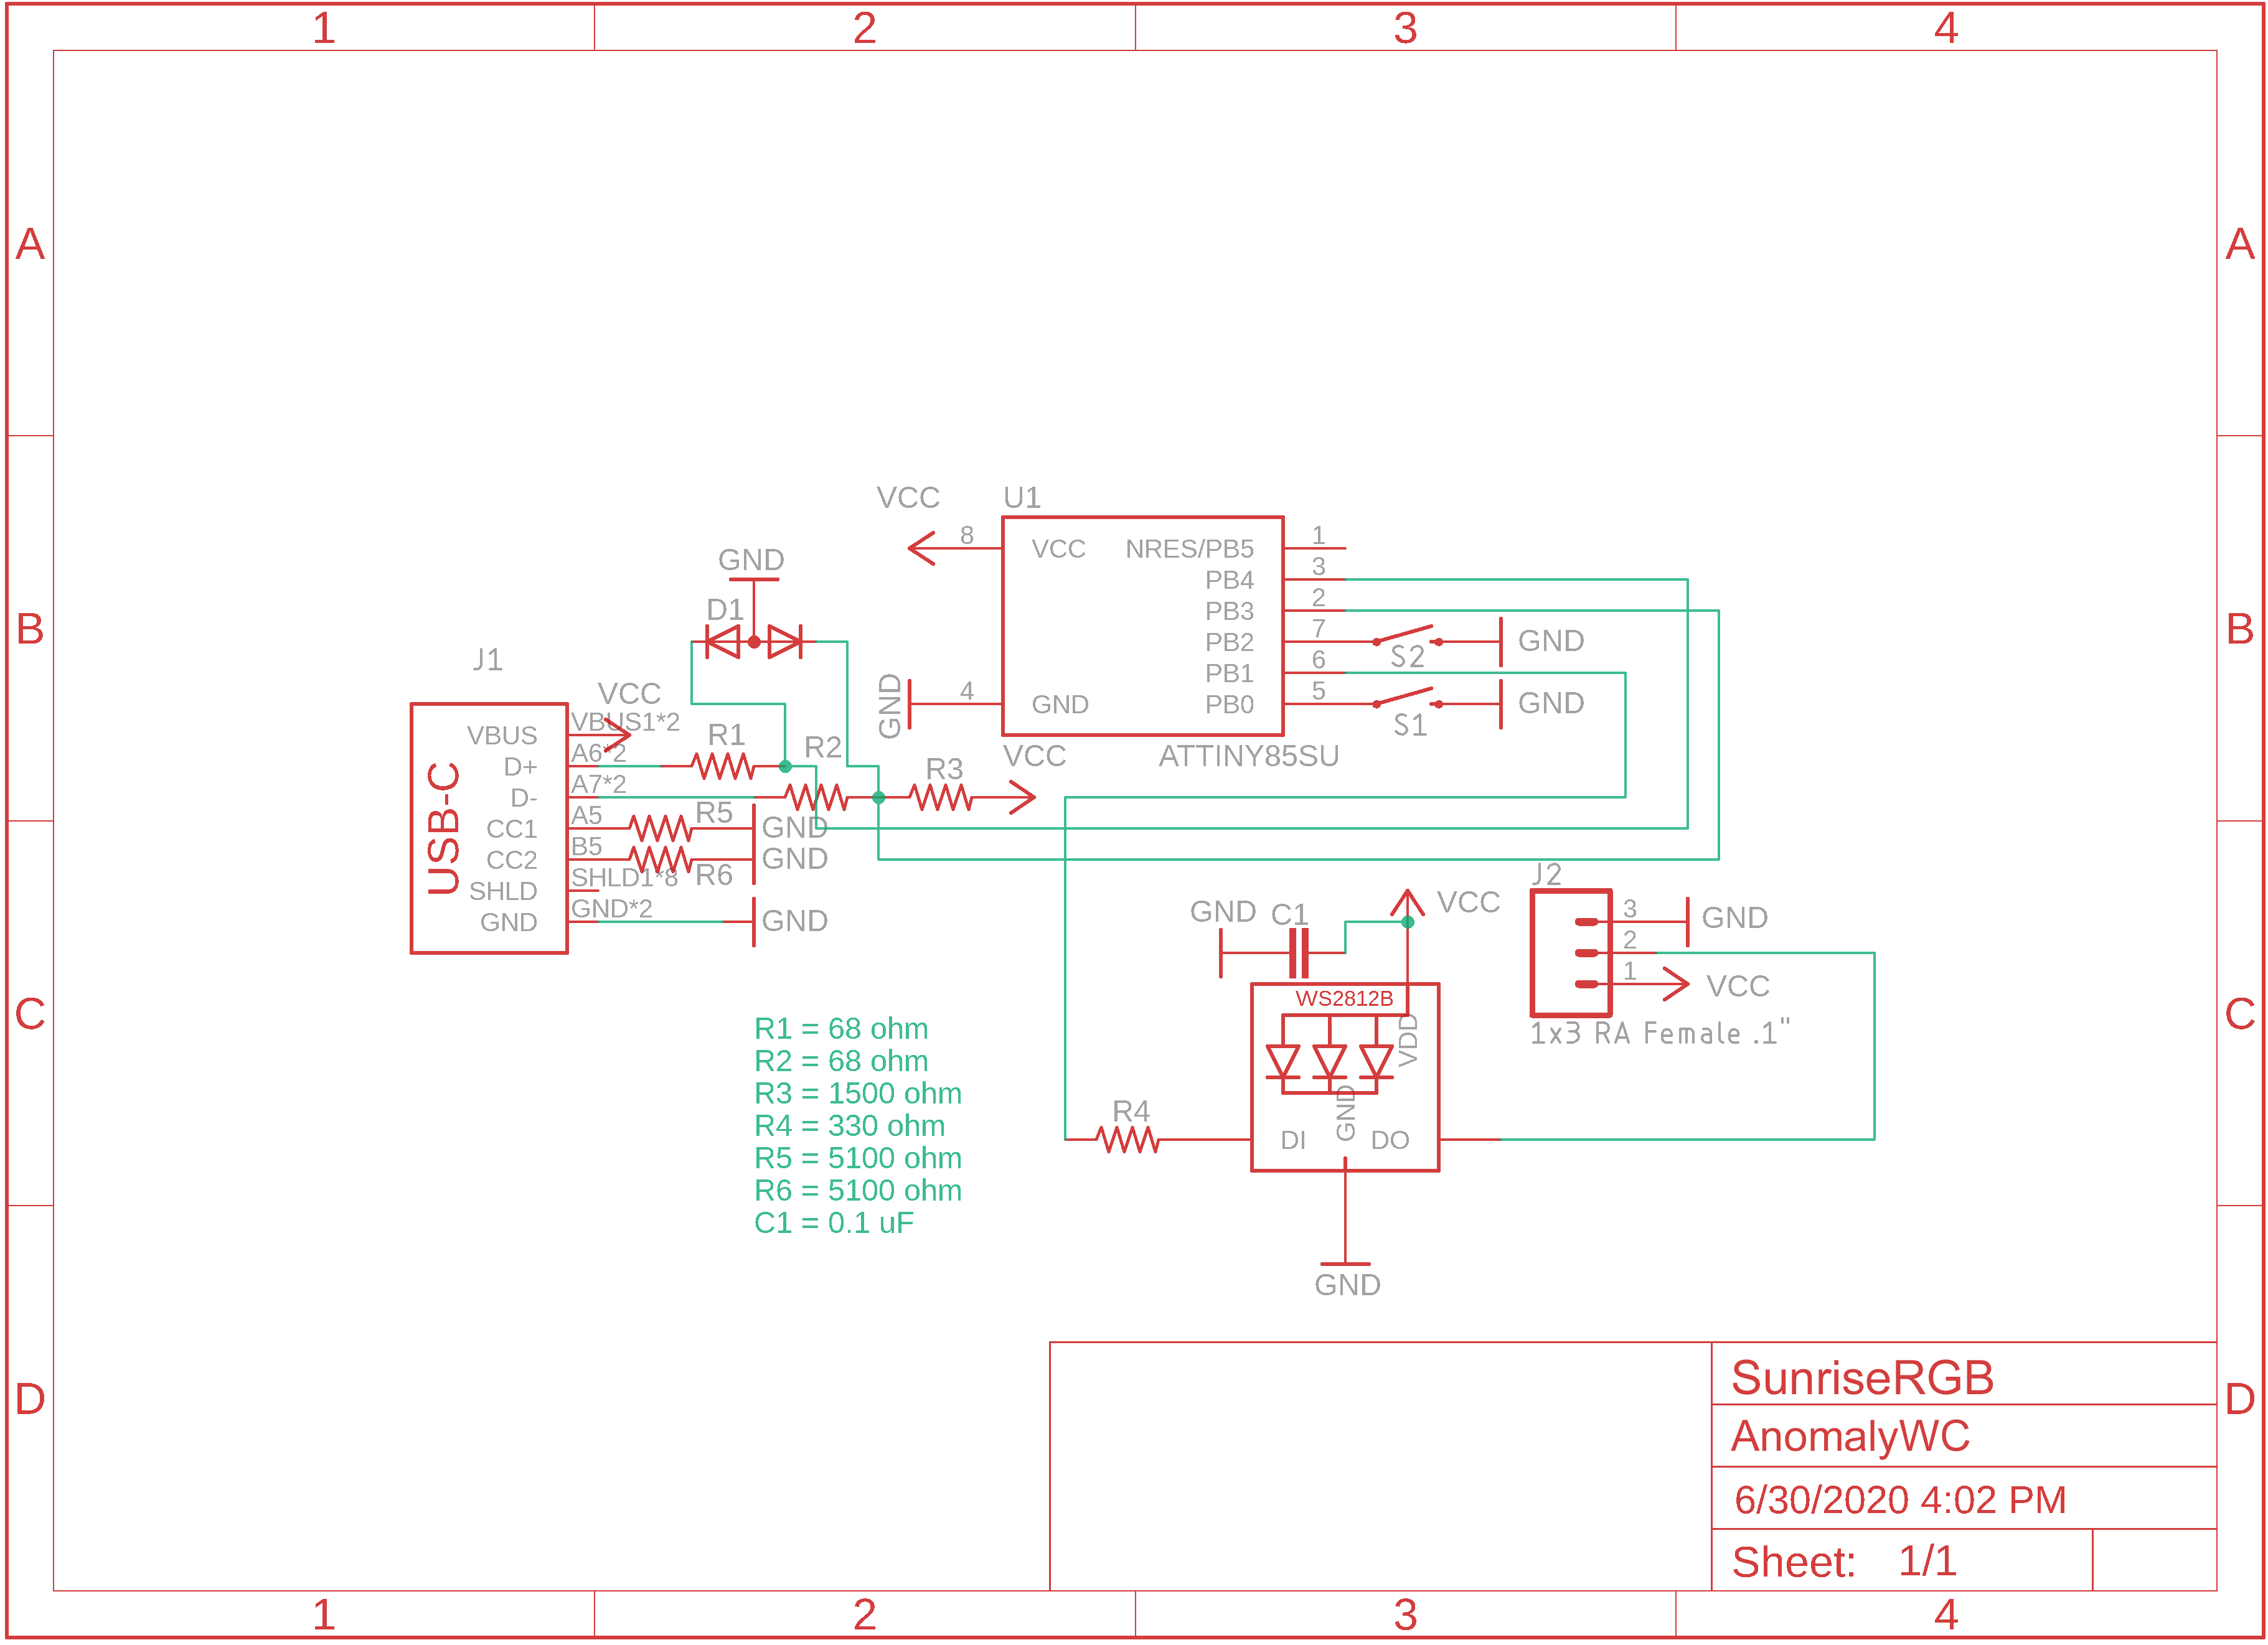 1 2 3 4
A A
VCC U1
8 VCC NRES/PB5 1
PB4 3
PB3 2
PB2 7 S2 GND
PB1 6
4 GND PB0 5 S1 GND
GND
VCC ATTINY85SU
GND
D1
B B
J1
USB-C
VCC
VBUS VBUS1*2
D+ A6*2 R1
D- A7*2 R2 R3
CC1 A5 R5 GND
CC2 B5 R6 GND
SHLD SHLD1*8
GND GND*2 GND
J2
3 GND
2
1 VCC
1x3 RA Female .1"
GND C1 VCC
WS2812B
VDD
GND
R4 DI DO
GND
C C
R1 = 68 ohm
R2 = 68 ohm
R3 = 1500 ohm
R4 = 330 ohm
R5 = 5100 ohm
R6 = 5100 ohm
C1 = 0.1 uF
D D
SunriseRGB
AnomalyWC
6/30/2020 4:02 PM
Sheet: 1/1
1 2 3 4